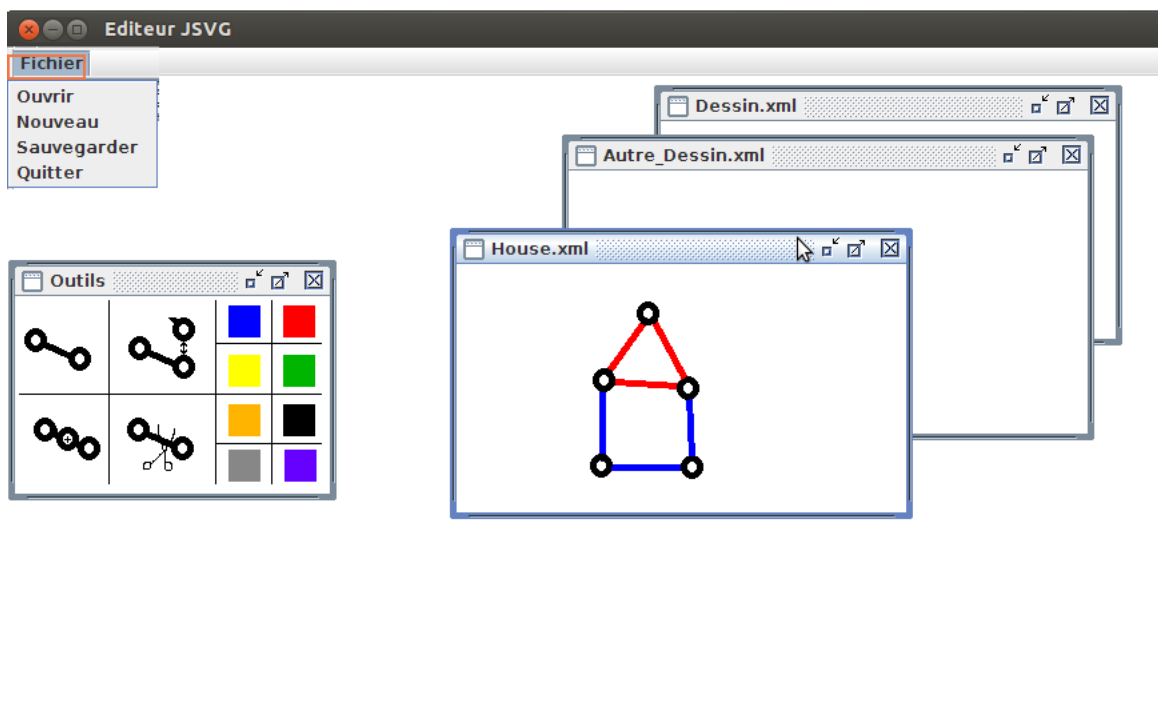 Editeur JSVG
Fichier
Ouvrir
Nouveau
Sauvegarder
Quitter
Dessin.xml
Autre_Dessin.xml
House.xml
Outils